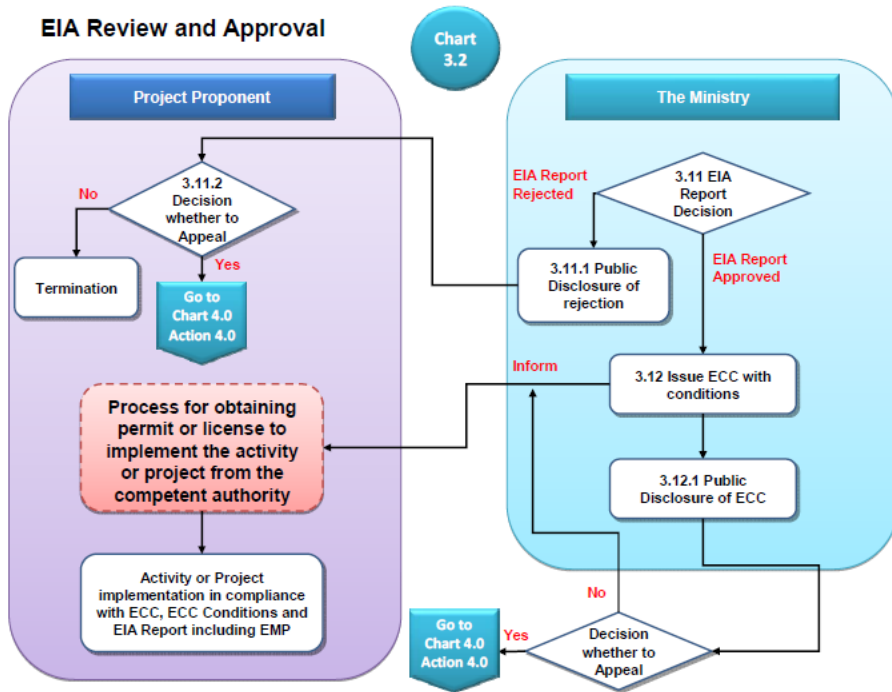 EIA Review and Approval
Chart
3.2
Project Proponent
The Ministry
No
3.11.2
Decision
whether to
Appeal
Yes
Termination
Go to
Chart 4.0
Action 4.0
EIA Report
Rejected
3.11 EIA
Report
Decision
EIA Report
Approved
3.11.1 Public
Disclosure of
rejection
Inform
3.12 Issue ECC with
conditions
Process for obtaining
permit or license to
implement the activity
or project from the
competent authority
3.12.1 Public
Disclosure of ECC
Activity or Project
implementation in compliance
with ECC, ECC Conditions and
EIA Report including EMP
No
Go to
Chart 4.0
Action 4.0
Yes
Decision
whether to
Appeal